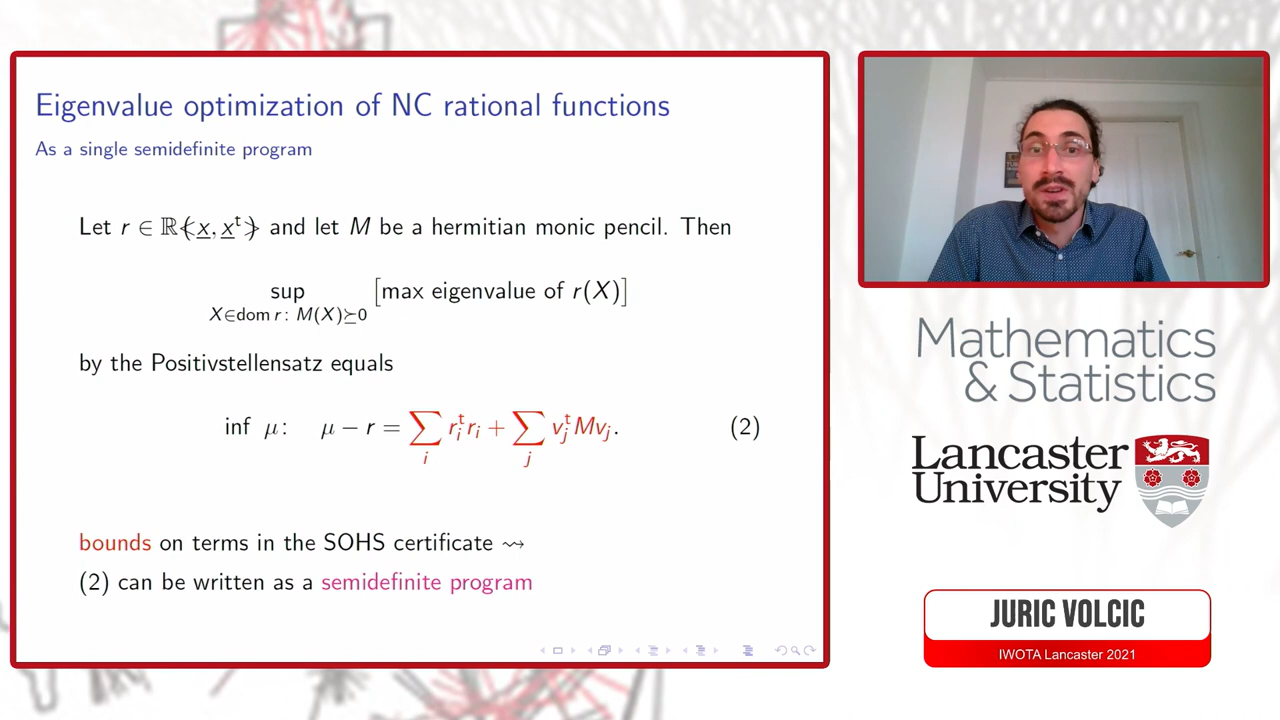 Eigenvalue optimization of NC rational functions
As a single semidefinite program
Let r ∈ ℝ⦓x, xᵗ⦔ and let M be a hermitian monic pencil. Then
sup [max eigenvalue of r(X)]
X∈dom r : M(X)⪰0
by the Positivstellensatz equals
inf μ: μ − r = ∑ rᵢᵗrᵢ + ∑ vⱼᵗMvⱼ. (2)
i j
bounds on terms in the SOHS certificate ⇝
(2) can be written as a semidefinite program
Mathematics
& Statistics
Lancaster
University
JURIC VOLCIC
IWOTA Lancaster 2021